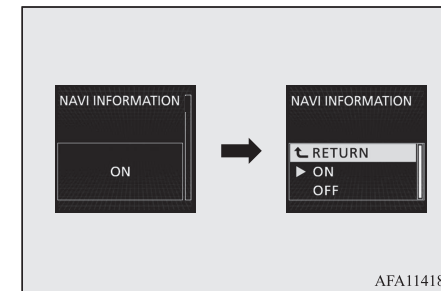 NAVI INFORMATION
ON
NAVI INFORMATION
RETURN
ON
OFF
AFA11418